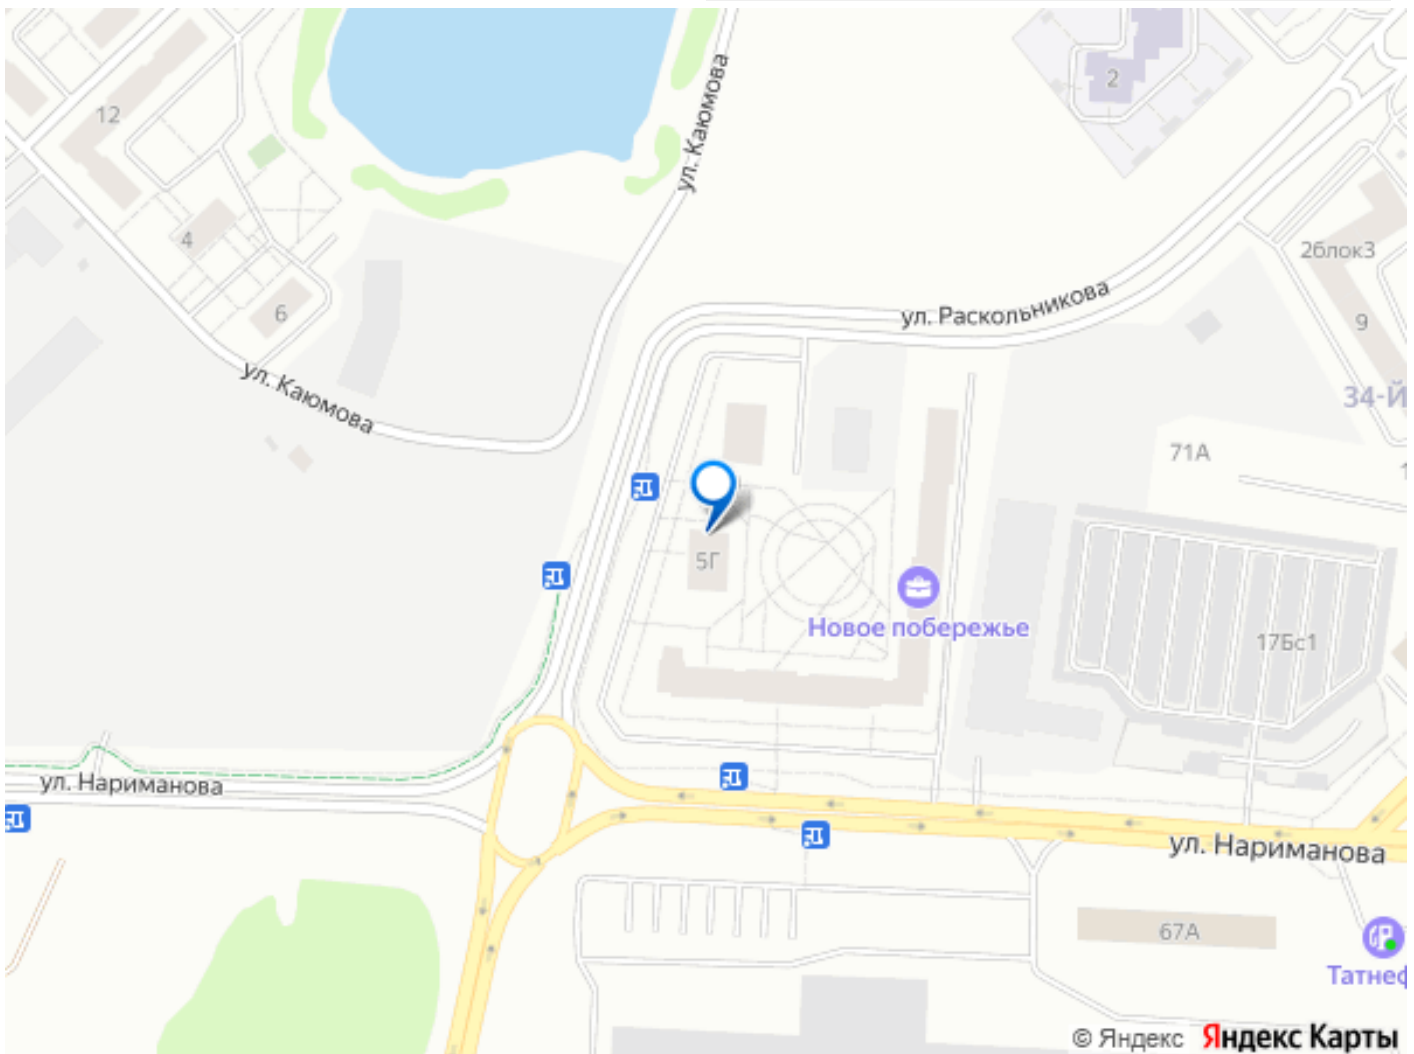 ул. Каюмова
2
12
4
2блок3
6
ул. Раскольникова
9
ул. Каюмова
34-Й
71А
5Г
Новое побережье
17Бс1
ул. Нариманова
ул. Нариманова
67А
Татнеф
© Яндекс Яндекс Карты